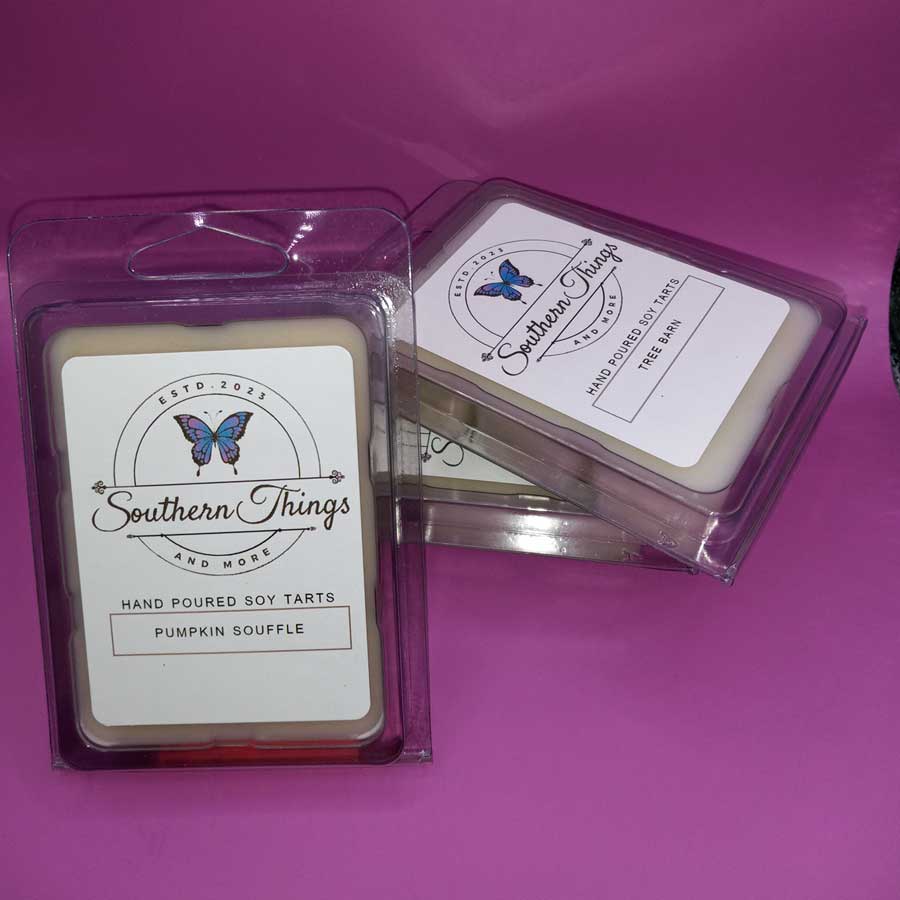 ESTD. 2023
Southern Things
AND MORE
HAND POURED SOY TARTS
PUMPKIN SOUFFLE
ESTD. 2023
Southern Things
AND MORE
HAND POURED SOY TARTS
TREE BARN